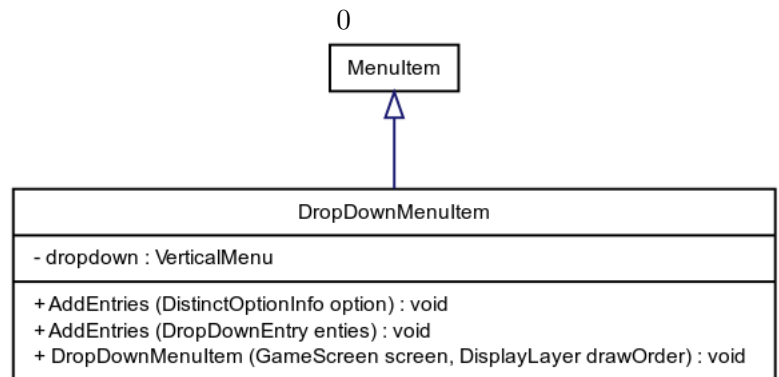 0
MenuItem
DropDownMenuItem
- dropdown : VerticalMenu
+ AddEntries (DistinctOptionInfo option) : void
+ AddEntries (DropDownEntry enties) : void
+ DropDownMenuItem (GameScreen screen, DisplayLayer drawOrder) : void